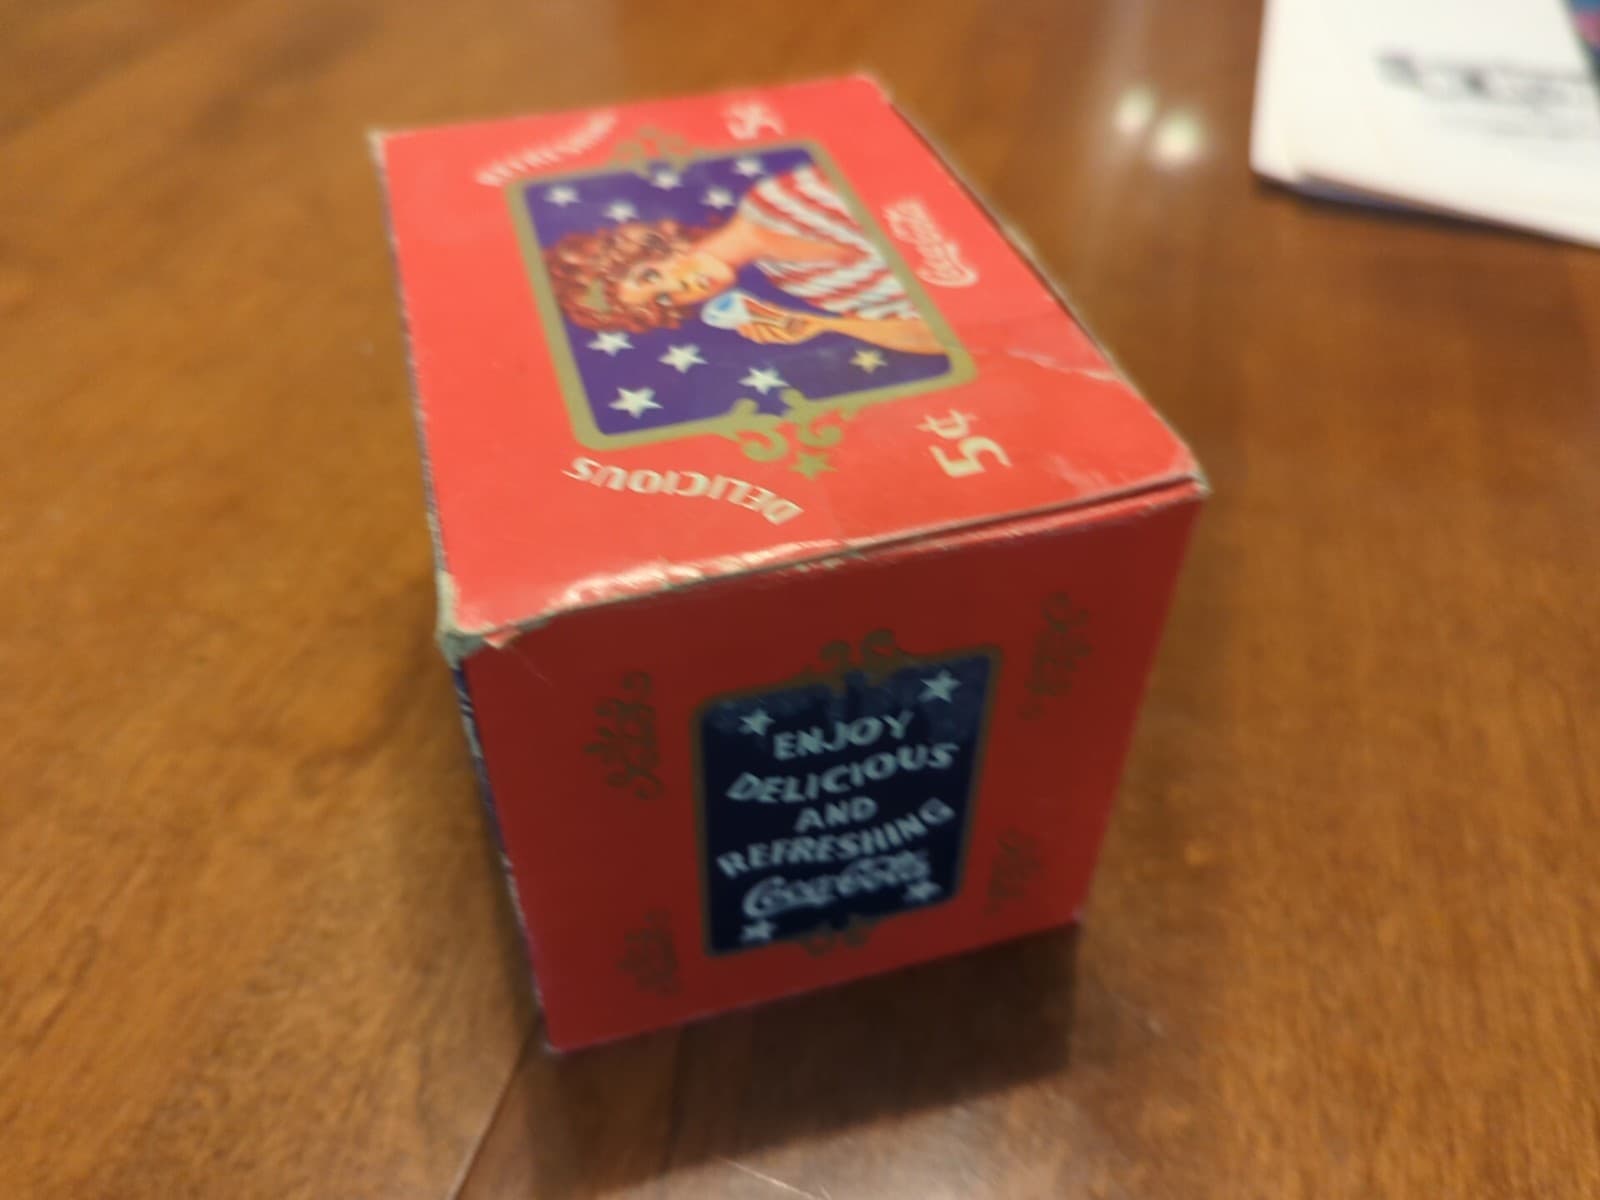 REFRESHING
5¢
Coca-Cola
5¢
DELICIOUS
ENJOY
DELICIOUS
AND
REFRESHING
Coca-Cola